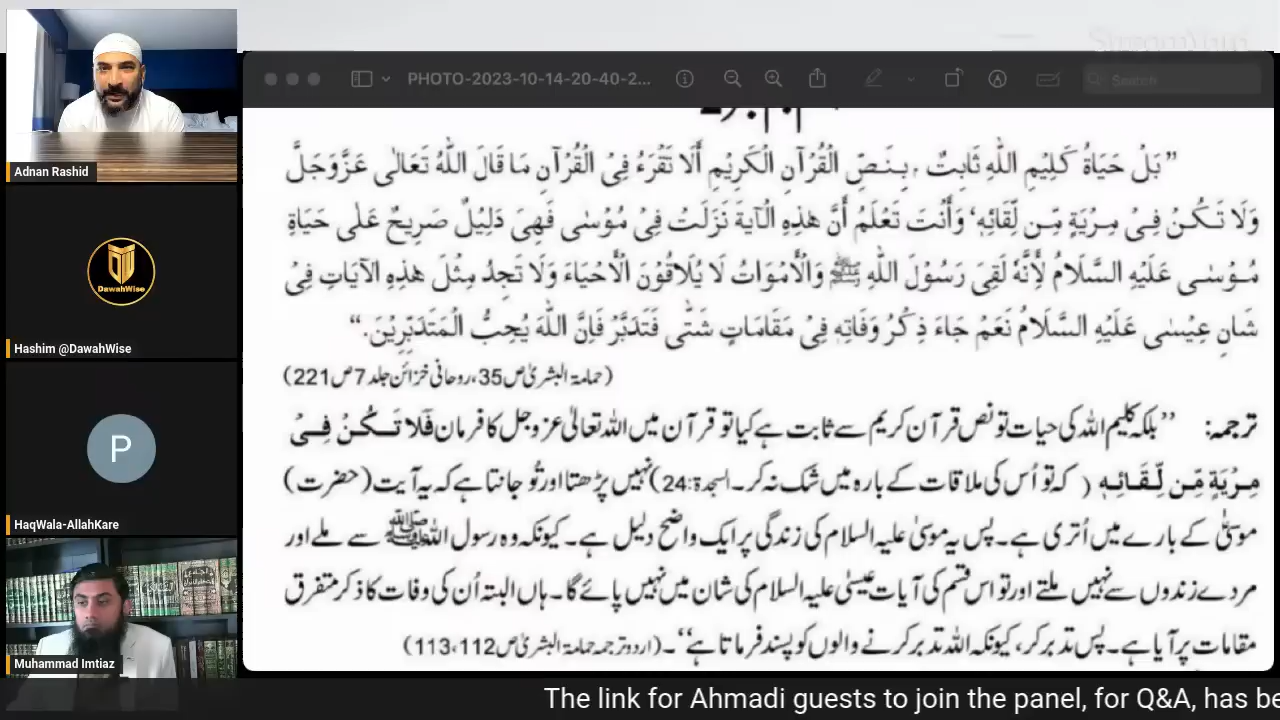 StreamYard
PHOTO-2023-10-14-20-40-2...
Search
”بَلْ حَيَاةُ كَلِيْمِ اللّٰهِ ثَابِتٌ بِنَصِّ الْقُرْآنِ الْكَرِيْمِ أَلَا تَقْرَءُ فِى الْقُرْآنِ مَا قَالَ اللّٰهُ تَعَالٰى عَزَّوَجَلَّ
وَلَا تَكُنْ فِىْ مِرْيَةٍ مِّن لِّقَائِهٖ وَأَنْتَ تَعْلَمُ أَنَّ هٰذِهِ الْآيَةَ نَزَلَتْ فِىْ مُوْسٰى فَهِىَ دَلِيْلٌ صَرِيْحٌ عَلٰى حَيَاةِ
مُوْسٰى عَلَيْهِ السَّلَامُ لِأَنَّهٗ لَقِىَ رَسُوْلَ اللّٰهِ ﷺ وَالْأَمْوَاتُ لَا يُلَاقُوْنَ الْأَحْيَاءَ وَلَا تَجِدُ مِثْلَ هٰذِهِ الآيَاتِ فِىْ
شَانِ عِيْسٰى عَلَيْهِ السَّلَامُ نَعَمْ جَاءَ ذِكْرُ وَفَاتِهٖ فِىْ مَقَامَاتٍ شَتّٰى فَتَدَبَّرْ فَاِنَّ اللّٰهَ يُحِبُّ الْمَتَدَبِّرِيْنَ.“
(حمامۃ البشریٰ ص35، روحانی خزائن جلد 7 ص 221)
ترجمہ: ”بلکہ کلیم اللہ کی حیات تو نص قرآن کریم سے ثابت ہے کیا تو قرآن میں اللہ تعالیٰ عزوجل کا فرمان فَلَا تَكُنْ فِىْ
مِرْيَةٍ مِّن لِّقَائِهٖ (کہ تو اُس کی ملاقات کے بارہ میں شک نہ کر۔ السجدۃ:24) نہیں پڑھتا اور تُو جانتا ہے کہ یہ آیت (حضرت)
موسیٰؑ کے بارے میں اُتری ہے۔ پس یہ موسیٰ علیہ السلام کی زندگی پر ایک واضح دلیل ہے۔ کیونکہ وہ رسول اللہ ﷺ سے ملے اور
مردے زندوں سے نہیں ملتے اور تو اس قسم کی آیات عیسیٰ علیہ السلام کی شان میں نہیں پائے گا۔ ہاں البتہ اُن کی وفات کا ذکر متفرق
مقامات پر آیا ہے۔ پس تدبر کر، کیونکہ اللہ تدبر کرنے والوں کو پسند فرماتا ہے“۔ (اردو ترجمہ حمامۃ البشریٰ ص 112، 113)
Adnan Rashid
DawahWise
Hashim @DawahWise
P
HaqWala-AllahKare
Muhammad Imtiaz
The link for Ahmadi guests to join the panel, for Q&A, has be